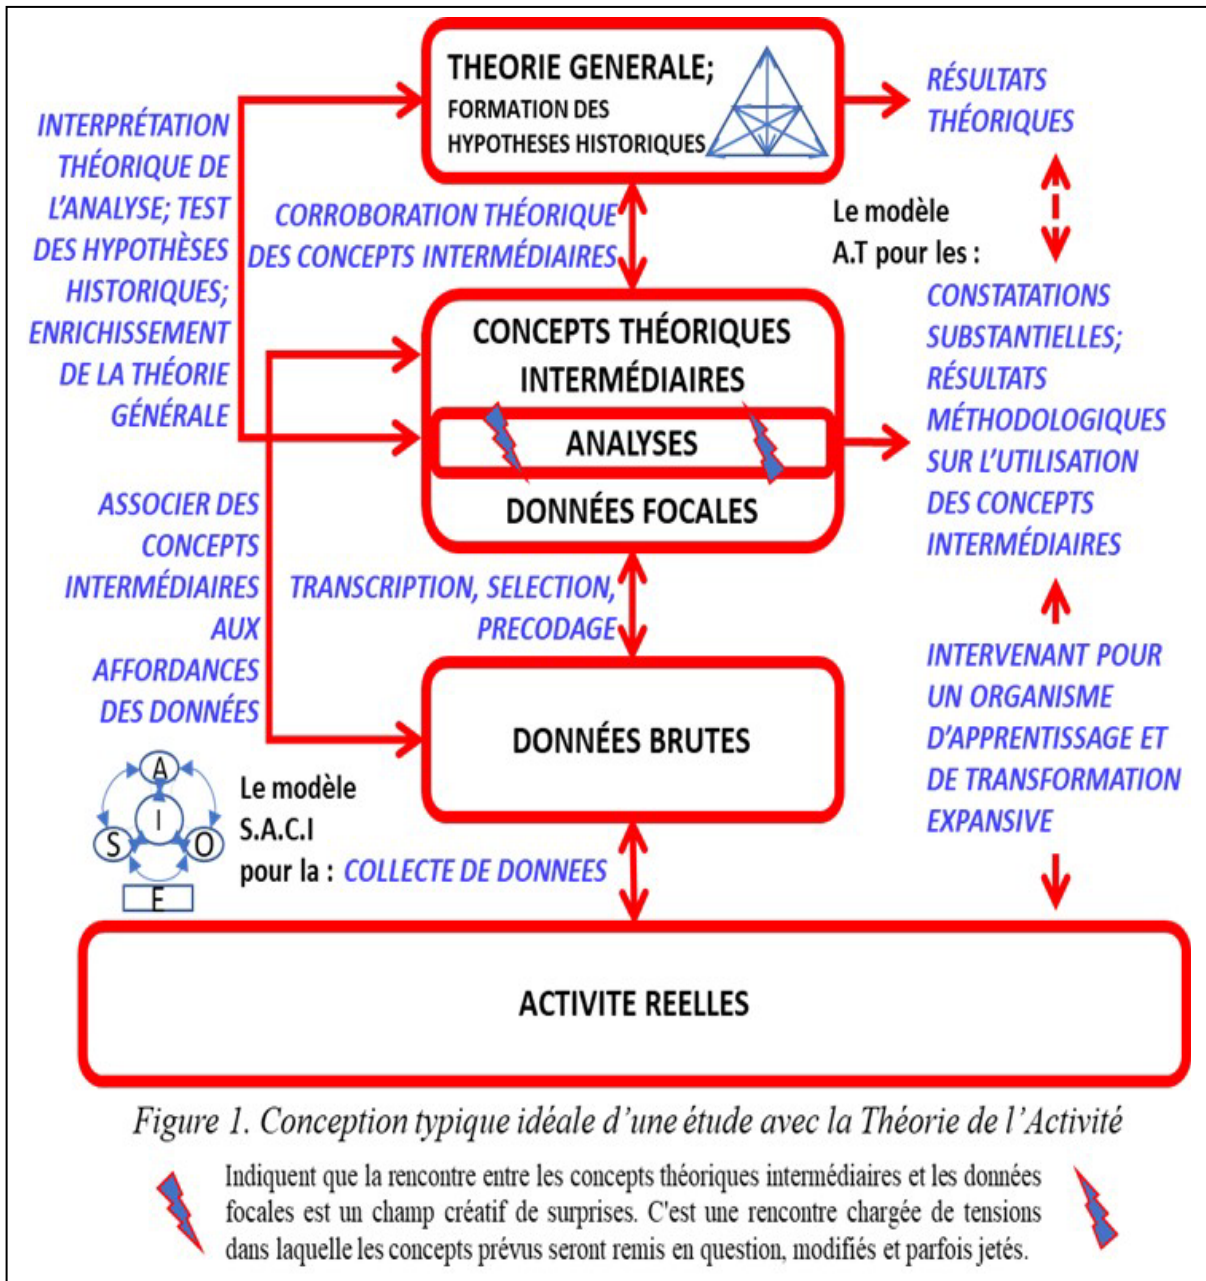 THEORIE GENERALE;
FORMATION DES
HYPOTHESES HISTORIQUES
RÉSULTATS
THÉORIQUES
INTERPRÉTATION
THÉORIQUE DE
L'ANALYSE; TEST
DES HYPOTHÈSES
HISTORIQUES;
ENRICHISSEMENT
DE LA THÉORIE
GÉNÉRALE
CORROBORATION THÉORIQUE
DES CONCEPTS INTERMÉDIAIRES
Le modèle
A.T pour les :
CONCEPTS THÉORIQUES
INTERMÉDIAIRES
ANALYSES
DONNÉES FOCALES
CONSTATATIONS
SUBSTANTIELLES;
RÉSULTATS
MÉTHODOLOGIQUES
SUR L'UTILISATION
DES CONCEPTS
INTERMÉDIAIRES
ASSOCIER DES
CONCEPTS
INTERMÉDIAIRES
AUX
AFFORDANCES
DES DONNÉES
TRANSCRIPTION, SELECTION,
PRECODAGE
INTERVENANT POUR
UN ORGANISME
D'APPRENTISSAGE ET
DE TRANSFORMATION
EXPANSIVE
DONNÉES BRUTES
A
I
S
O
E
Le modèle
S.A.C.I
pour la : COLLECTE DE DONNEES
ACTIVITE REELLES
Figure 1. Conception typique idéale d'une étude avec la Théorie de l'Activité
Indiquent que la rencontre entre les concepts théoriques intermédiaires et les données
focales est un champ créatif de surprises. C'est une rencontre chargée de tensions
dans laquelle les concepts prévus seront remis en question, modifiés et parfois jetés.